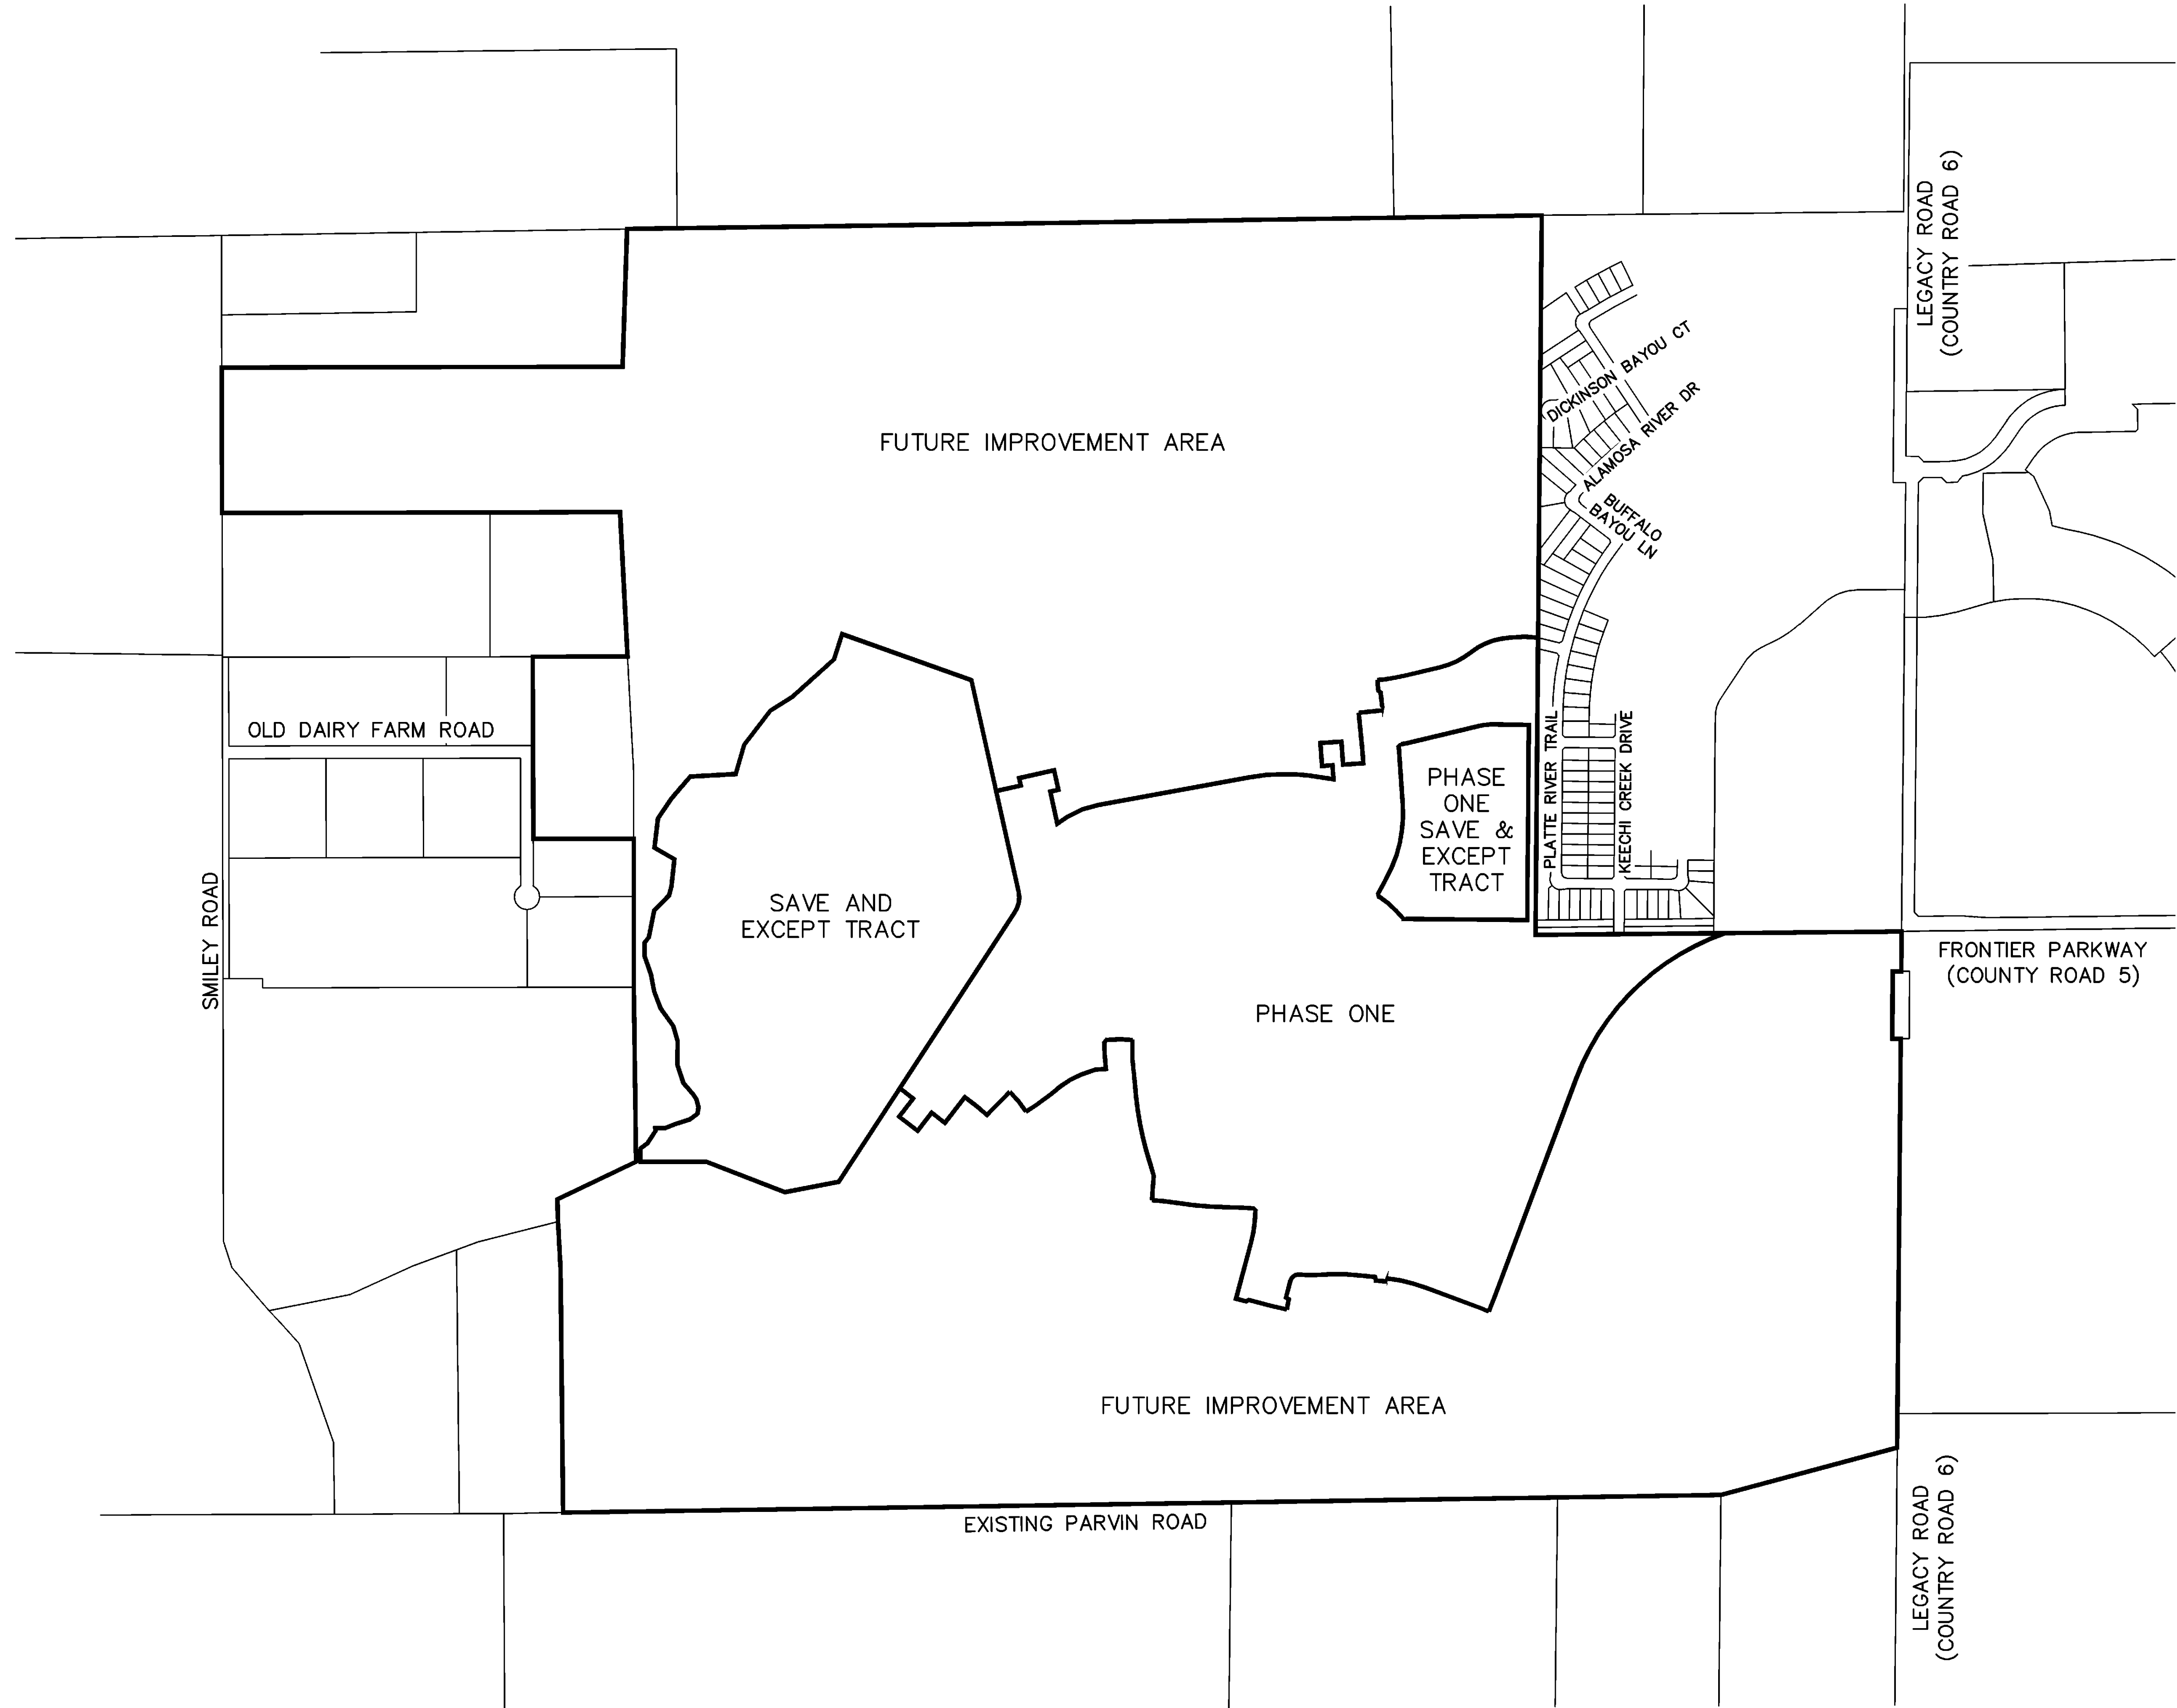 LEGACY ROAD
(COUNTRY ROAD 6)
DICKINSON BAYOU CT
ALAMOSA RIVER DR
BUFFALO
BAYOU LN
FUTURE IMPROVEMENT AREA
OLD DAIRY FARM ROAD
PLATTE RIVER TRAIL
KEECHI CREEK DRIVE
PHASE
ONE
SAVE &
EXCEPT
TRACT
SMILEY ROAD
SAVE AND
EXCEPT TRACT
FRONTIER PARKWAY
(COUNTY ROAD 5)
PHASE ONE
FUTURE IMPROVEMENT AREA
EXISTING PARVIN ROAD
LEGACY ROAD
(COUNTRY ROAD 6)